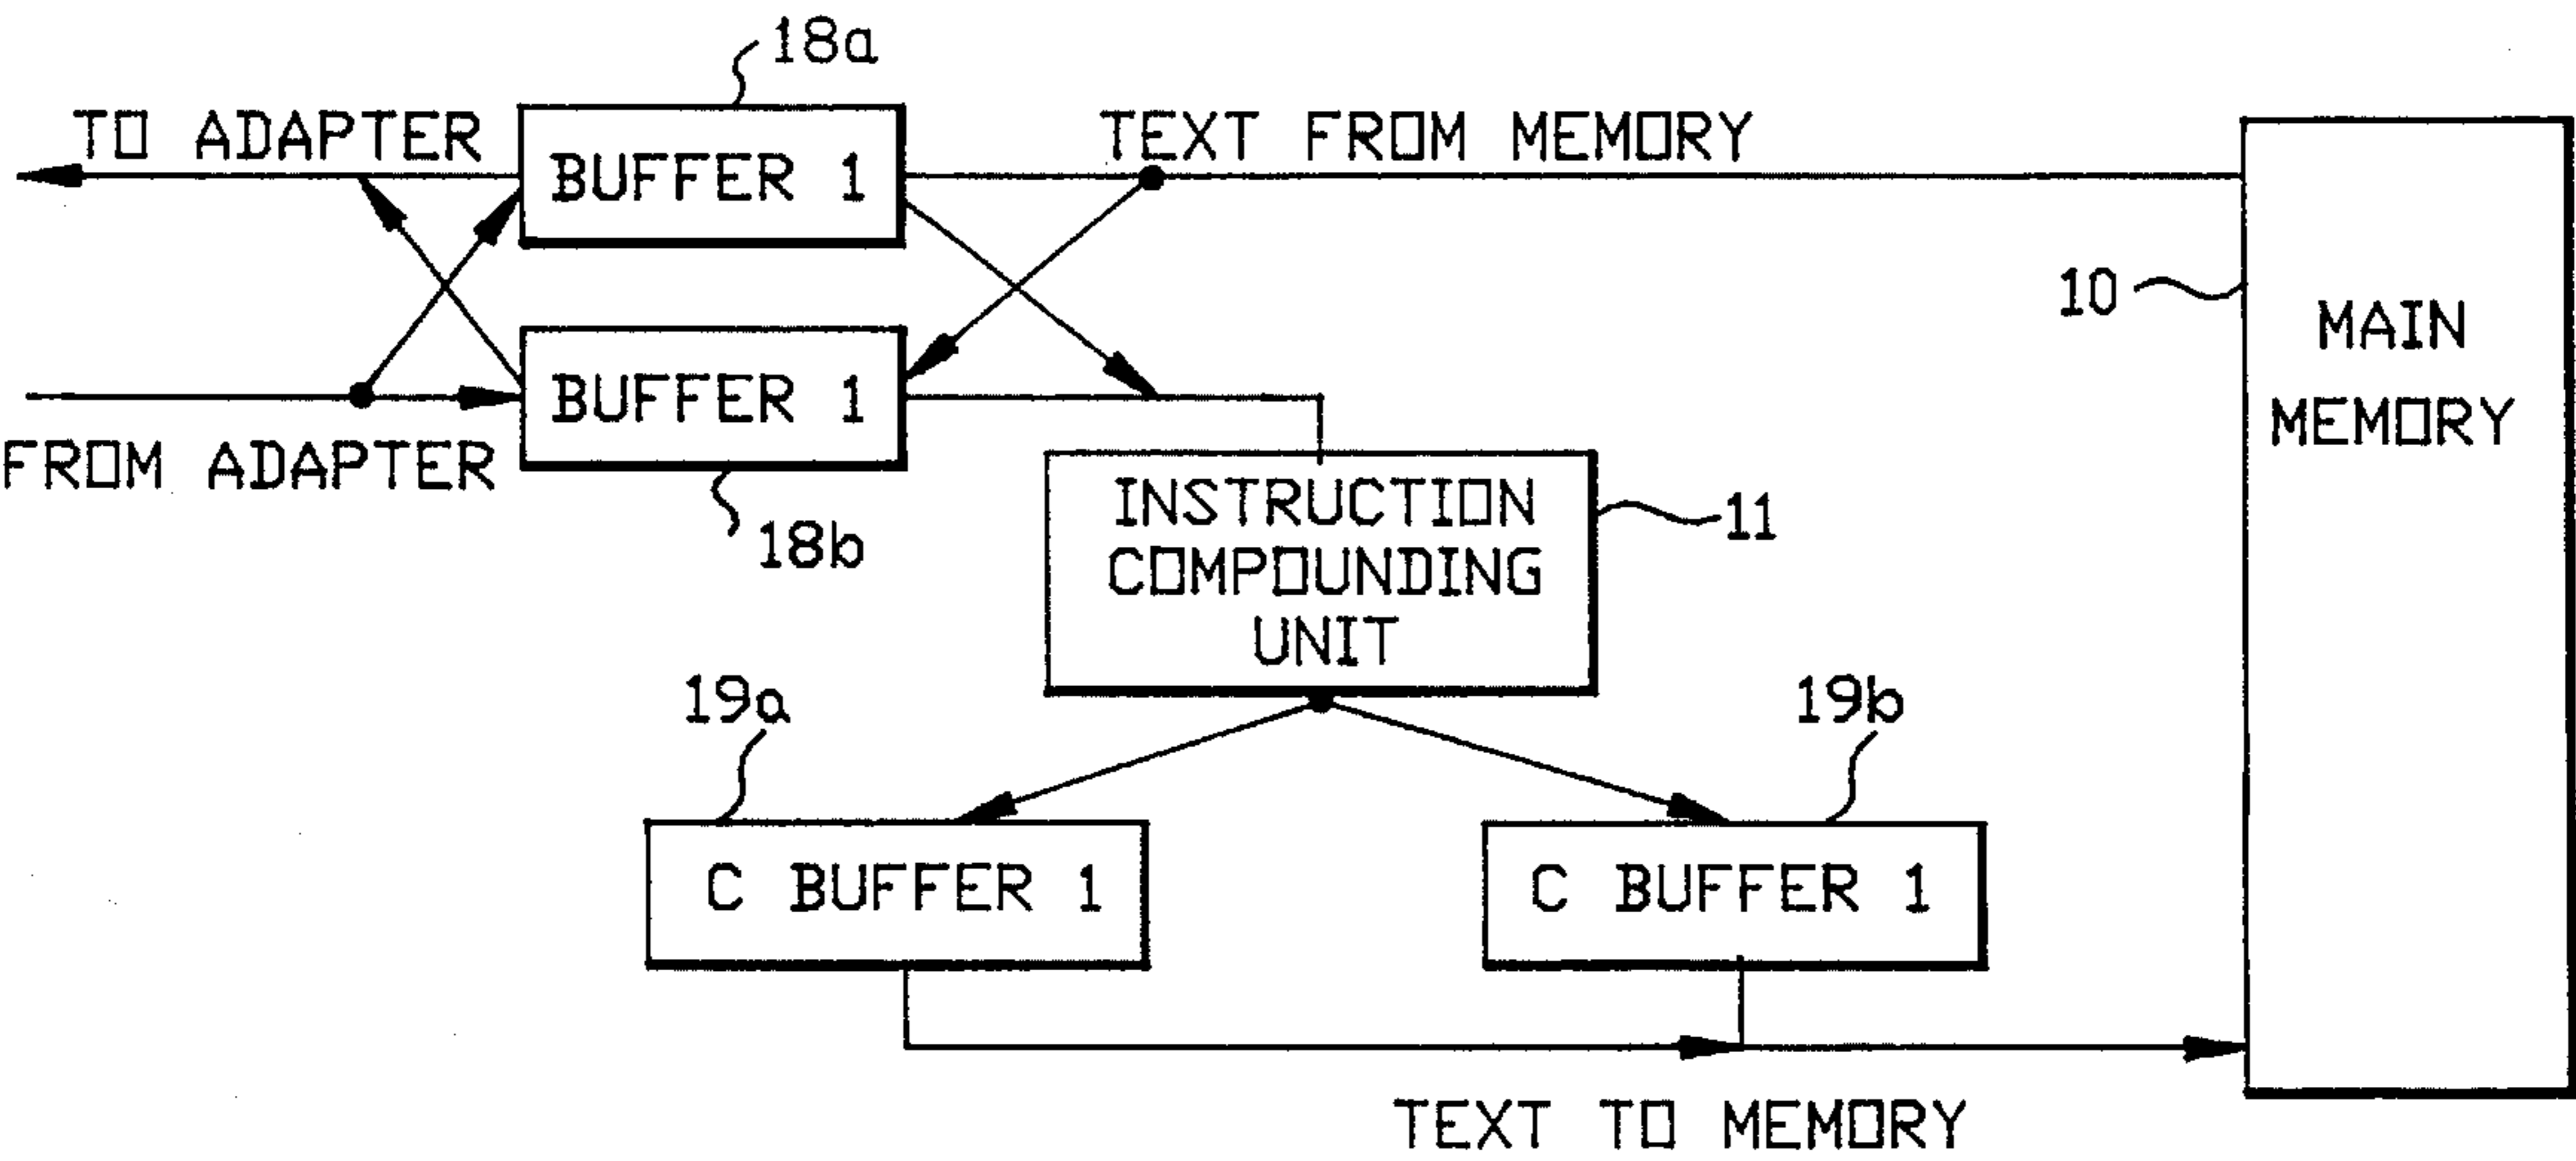 18a
TO ADAPTER
BUFFER 1
TEXT FROM MEMORY
10
MAIN
MEMORY
BUFFER 1
FROM ADAPTER
18b
INSTRUCTION
COMPOUNDING
UNIT
11
19a
19b
C BUFFER 1
C BUFFER 1
TEXT TO MEMORY